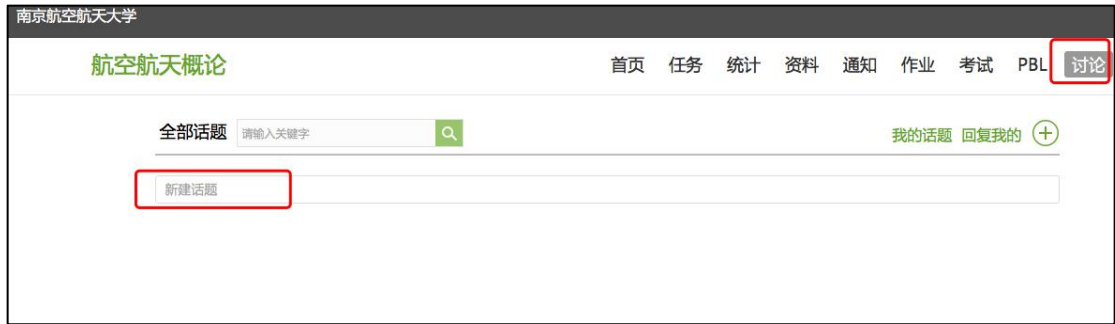 南京航空航天大学
航空航天概论 首页 任务 统计 资料 通知 作业 考试 PBL 讨论
全部话题 请输入关键字 我的话题 回复我的
新建话题